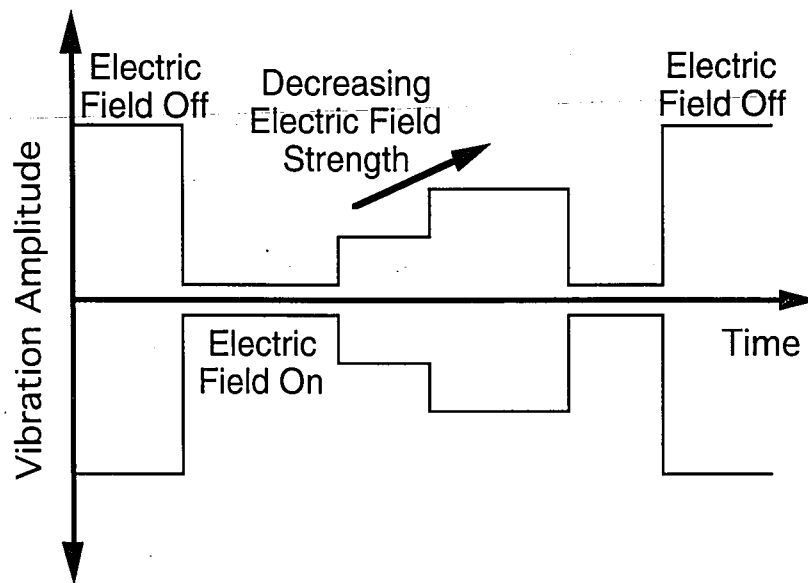 Electric
Field Off
Decreasing
Electric Field
Strength
Electric
Field Off
Vibration Amplitude
Electric
Field On
Time